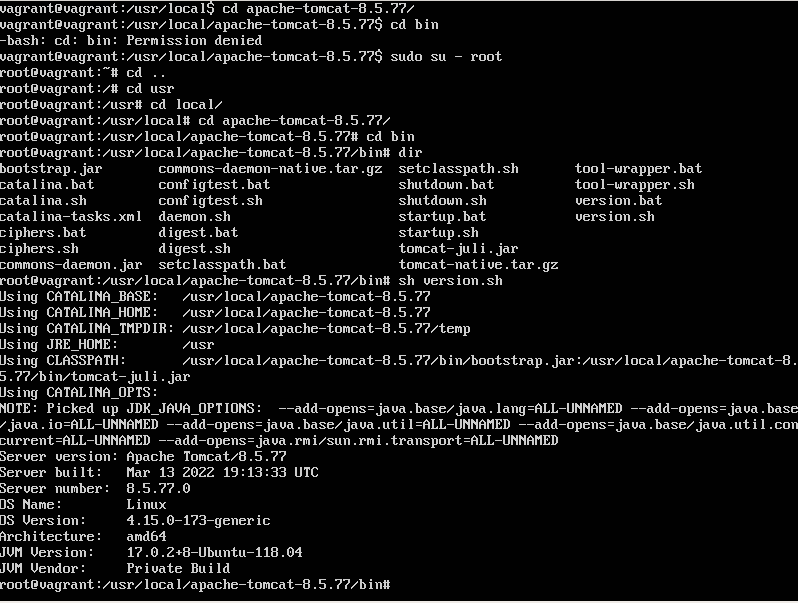 vagrant@vagrant:/usr/local$ cd apache-tomcat-8.5.77/
vagrant@vagrant:/usr/local/apache-tomcat-8.5.77$ cd bin
-bash: cd: bin: Permission denied
vagrant@vagrant:/usr/local/apache-tomcat-8.5.77$ sudo su - root
root@vagrant:~# cd ..
root@vagrant:/# cd usr
root@vagrant:/usr# cd local/
root@vagrant:/usr/local# cd apache-tomcat-8.5.77/
root@vagrant:/usr/local/apache-tomcat-8.5.77# cd bin
root@vagrant:/usr/local/apache-tomcat-8.5.77/bin# dir
bootstrap.jar       commons-daemon-native.tar.gz  setclasspath.sh       tool-wrapper.bat
catalina.bat        configtest.bat                shutdown.bat          tool-wrapper.sh
catalina.sh         configtest.sh                 shutdown.sh           version.bat
catalina-tasks.xml  daemon.sh                     startup.bat           version.sh
ciphers.bat         digest.bat                    startup.sh
ciphers.sh          digest.sh                     tomcat-juli.jar
commons-daemon.jar  setclasspath.bat              tomcat-native.tar.gz
root@vagrant:/usr/local/apache-tomcat-8.5.77/bin# sh version.sh
Using CATALINA_BASE:   /usr/local/apache-tomcat-8.5.77
Using CATALINA_HOME:   /usr/local/apache-tomcat-8.5.77
Using CATALINA_TMPDIR: /usr/local/apache-tomcat-8.5.77/temp
Using JRE_HOME:        /usr
Using CLASSPATH:       /usr/local/apache-tomcat-8.5.77/bin/bootstrap.jar:/usr/local/apache-tomcat-8.
5.77/bin/tomcat-juli.jar
Using CATALINA_OPTS:
NOTE: Picked up JDK_JAVA_OPTIONS:  --add-opens=java.base/java.lang=ALL-UNNAMED --add-opens=java.base
/java.io=ALL-UNNAMED --add-opens=java.base/java.util=ALL-UNNAMED --add-opens=java.base/java.util.con
current=ALL-UNNAMED --add-opens=java.rmi/sun.rmi.transport=ALL-UNNAMED
Server version: Apache Tomcat/8.5.77
Server built:   Mar 13 2022 19:13:33 UTC
Server number:  8.5.77.0
OS Name:        Linux
OS Version:     4.15.0-173-generic
Architecture:   amd64
JVM Version:    17.0.2+8-Ubuntu-118.04
JVM Vendor:     Private Build
root@vagrant:/usr/local/apache-tomcat-8.5.77/bin#